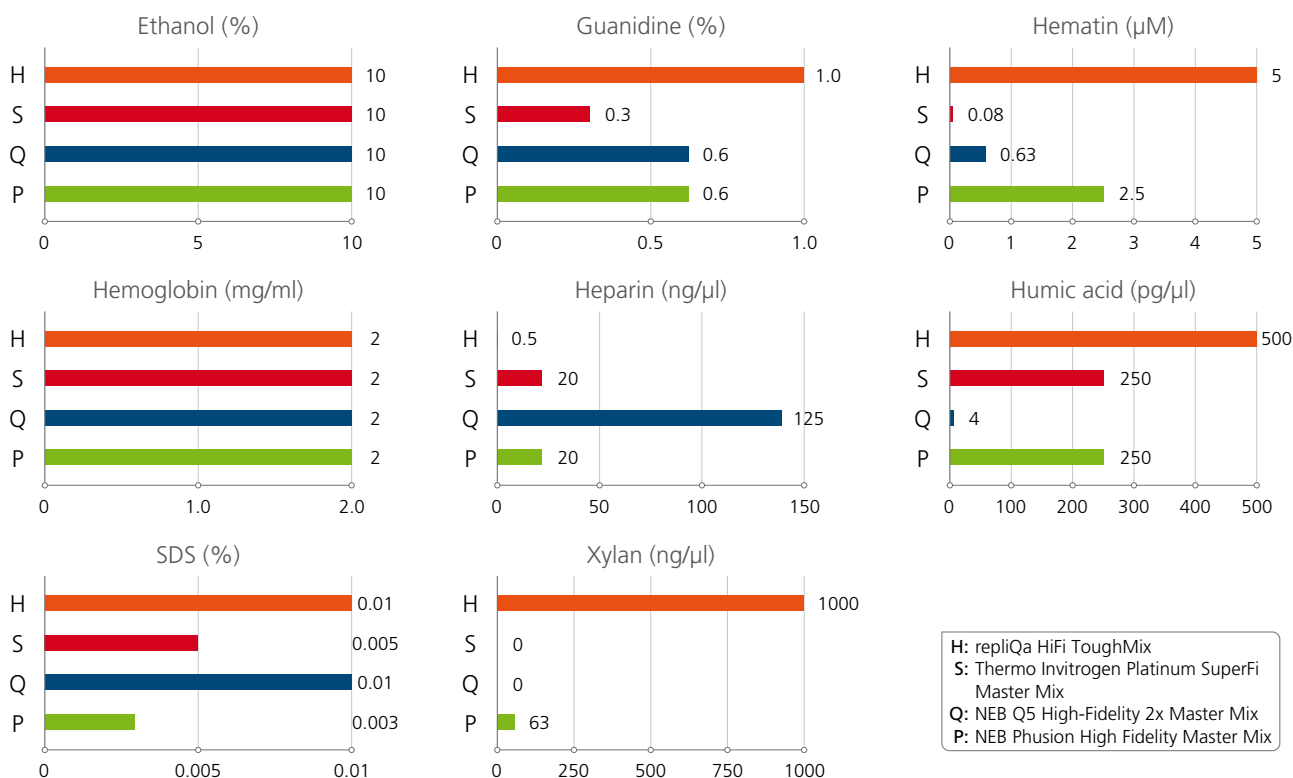 Ethanol (%)
H 10
S 10
Q 10
P 10
0 5 10
Guanidine (%)
H 1.0
S 0.3
Q 0.6
P 0.6
0 0.5 1.0
Hematin (µM)
H 5
S 0.08
Q 0.63
P 2.5
0 1 2 3 4 5
Hemoglobin (mg/ml)
H 2
S 2
Q 2
P 2
0 1.0 2.0
Heparin (ng/µl)
H 0.5
S 20
Q 125
P 20
0 50 100 150
Humic acid (pg/µl)
H 500
S 250
Q 4
P 250
0 100 200 300 400 500
SDS (%)
H 0.01
S 0.005
Q 0.01
P 0.003
0 0.005 0.01
Xylan (ng/µl)
H 1000
S 0
Q 0
P 63
0 250 500 750 1000
H: repliQa HiFi ToughMix
S: Thermo Invitrogen Platinum SuperFi
Master Mix
Q: NEB Q5 High-Fidelity 2x Master Mix
P: NEB Phusion High Fidelity Master Mix